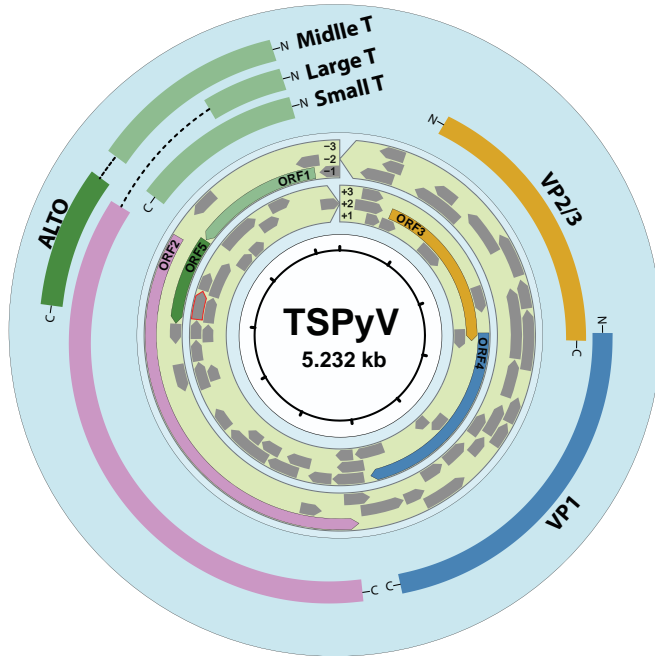 Midlle T
N
Large T
N
Small T
N
C
N
VP2/3
C
ALTO
C
−3
−2
−1
+3
+2
+1
ORF1
ORF2
ORF5
ORF3
ORF4
TSPyV
5.232 kb
N
VP1
C
C